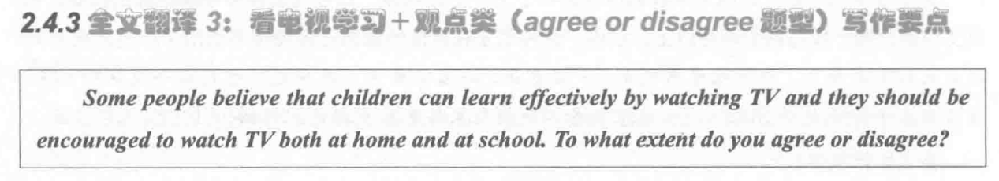 2.4.3 全文翻译 3：看电视学习＋观点类（agree or disagree 题型）写作要点
Some people believe that children can learn effectively by watching TV and they should be
encouraged to watch TV both at home and at school. To what extent do you agree or disagree?